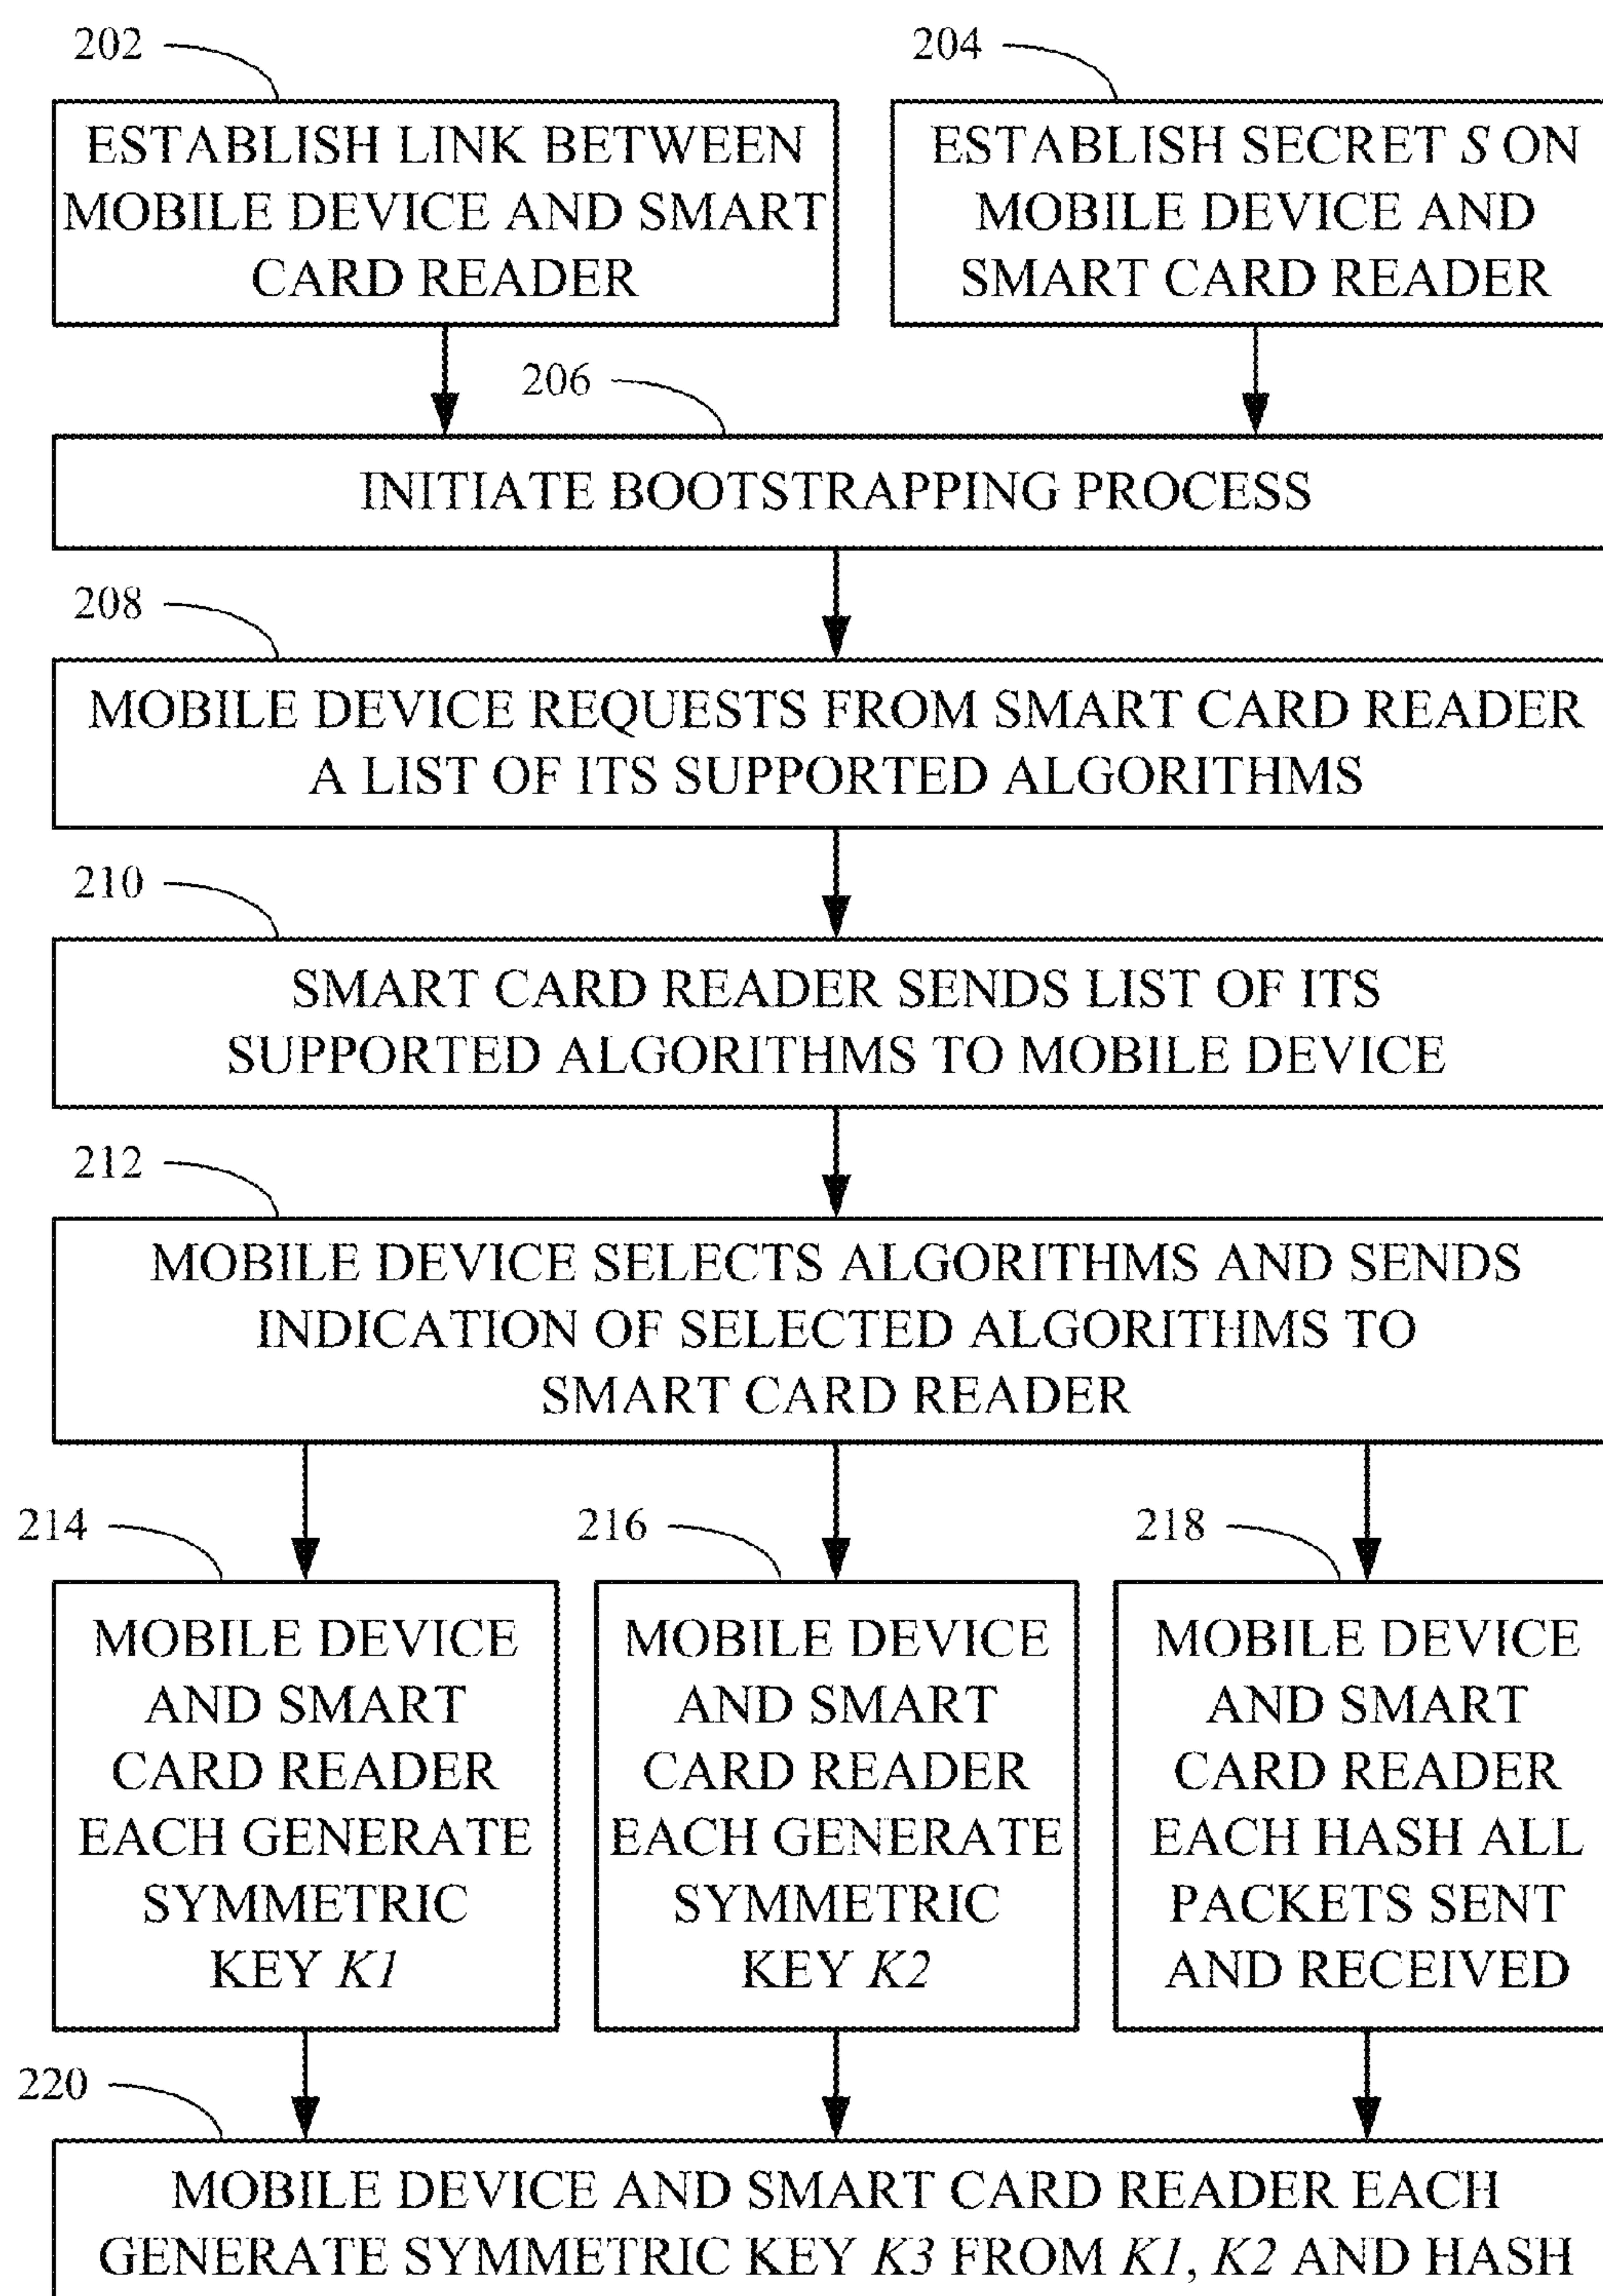 202
204
ESTABLISH LINK BETWEEN
MOBILE DEVICE AND SMART
CARD READER
ESTABLISH SECRET S ON
MOBILE DEVICE AND
SMART CARD READER
206
INITIATE BOOTSTRAPPING PROCESS
208
MOBILE DEVICE REQUESTS FROM SMART CARD READER
A LIST OF ITS SUPPORTED ALGORITHMS
210
SMART CARD READER SENDS LIST OF ITS
SUPPORTED ALGORITHMS TO MOBILE DEVICE
212
MOBILE DEVICE SELECTS ALGORITHMS AND SENDS
INDICATION OF SELECTED ALGORITHMS TO
SMART CARD READER
214
216
218
MOBILE DEVICE
AND SMART
CARD READER
EACH GENERATE
SYMMETRIC
KEY K1
MOBILE DEVICE
AND SMART
CARD READER
EACH GENERATE
SYMMETRIC
KEY K2
MOBILE DEVICE
AND SMART
CARD READER
EACH HASH ALL
PACKETS SENT
AND RECEIVED
220
MOBILE DEVICE AND SMART CARD READER EACH
GENERATE SYMMETRIC KEY K3 FROM K1, K2 AND HASH